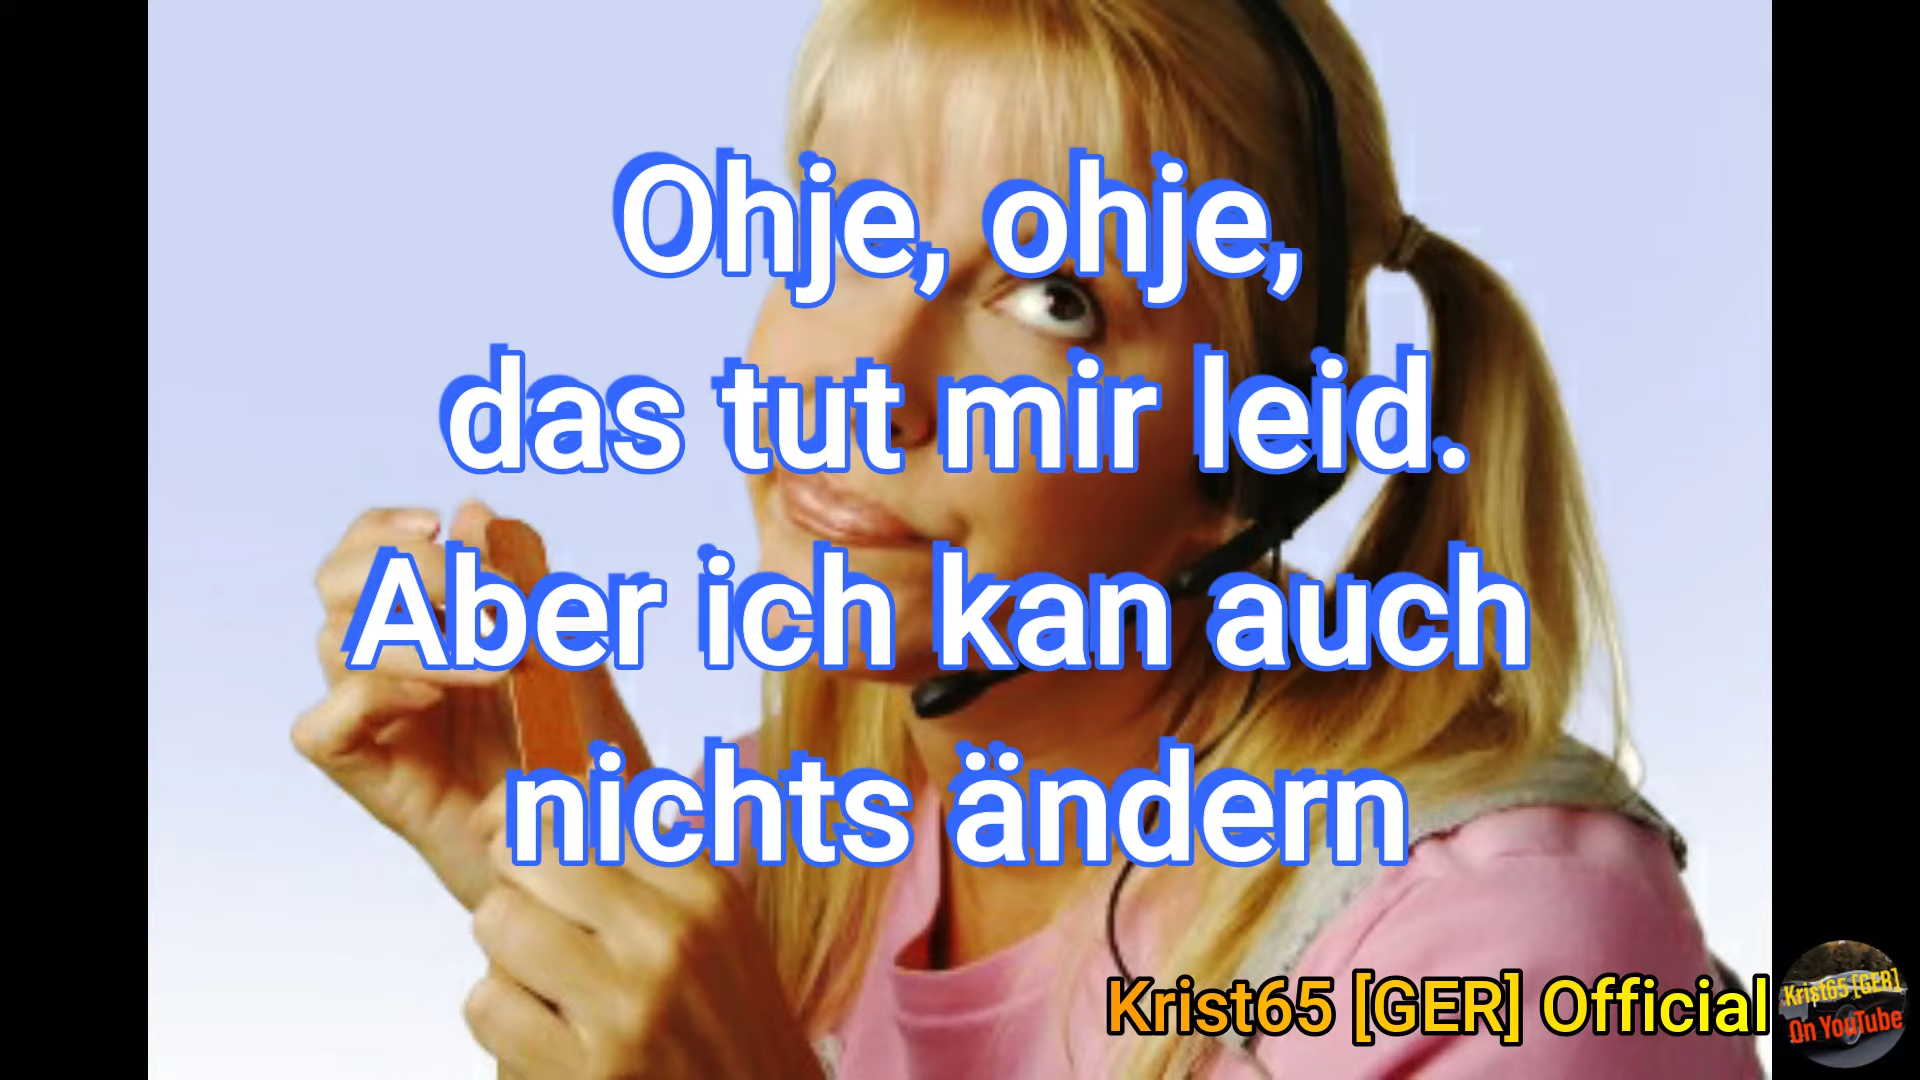 Ohje, ohje,
das tut mir leid.
Aber ich kan auch
nichts ändern
Krist65 [GER] Official
Krist65 [GER]
On YouTube